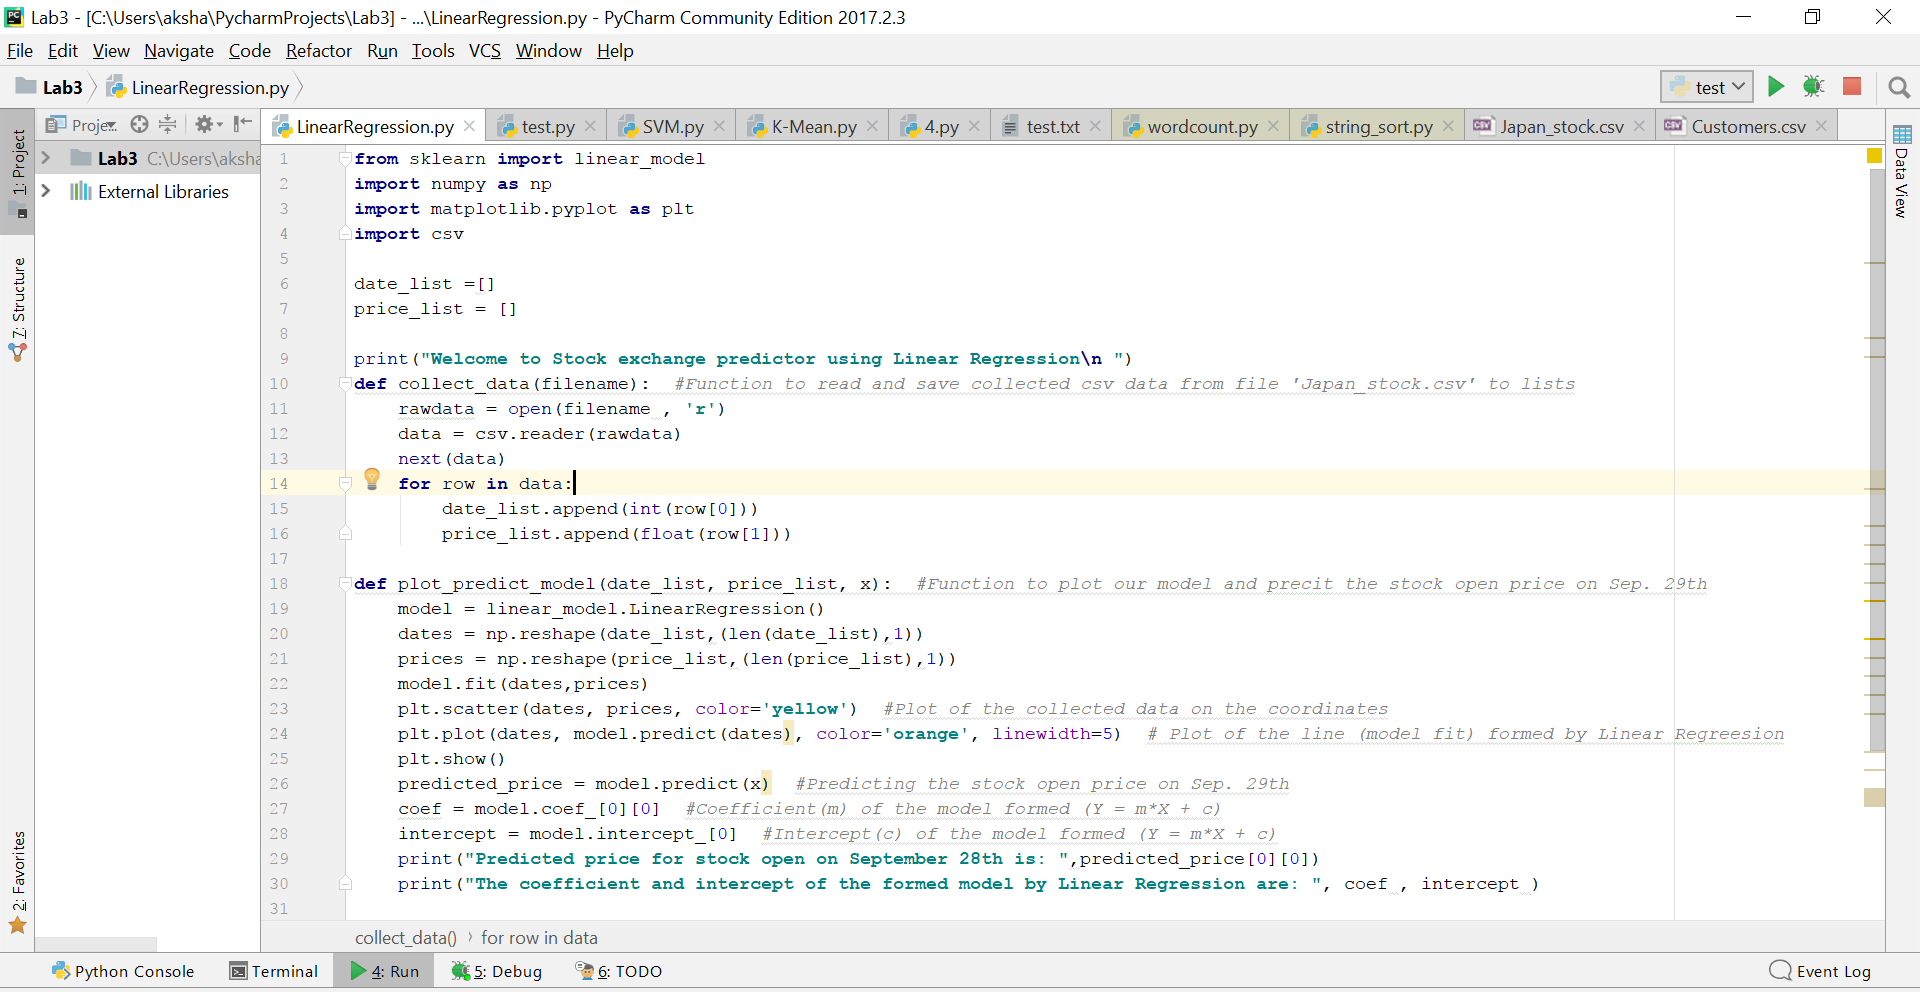 Lab3 - [C:\Users\aksha\PycharmProjects\Lab3] - ...\LinearRegression.py - PyCharm Community Edition 2017.2.3
File Edit View Navigate Code Refactor Run Tools VCS Window Help
Lab3 LinearRegression.py test
Proje LinearRegression.py test.py SVM.py K-Mean.py 4.py test.txt wordcount.py string_sort.py Japan_stock.csv Customers.csv
Lab3 C:\Users\aksha
External Libraries
1: Project
7: Structure
2: Favorites
Data View
1 from sklearn import linear_model
2 import numpy as np
3 import matplotlib.pyplot as plt
4 import csv
5
6 date_list =[]
7 price_list = []
8
9 print("Welcome to Stock exchange predictor using Linear Regression\n ")
10 def collect_data(filename):  #Function to read and save collected csv data from file 'Japan_stock.csv' to lists
11     rawdata = open(filename , 'r')
12     data = csv.reader(rawdata)
13     next(data)
14     for row in data:
15         date_list.append(int(row[0]))
16         price_list.append(float(row[1]))
17
18 def plot_predict_model(date_list, price_list, x):  #Function to plot our model and precit the stock open price on Sep. 29th
19     model = linear_model.LinearRegression()
20     dates = np.reshape(date_list,(len(date_list),1))
21     prices = np.reshape(price_list,(len(price_list),1))
22     model.fit(dates,prices)
23     plt.scatter(dates, prices, color='yellow')  #Plot of the collected data on the coordinates
24     plt.plot(dates, model.predict(dates), color='orange', linewidth=5)  # Plot of the line (model fit) formed by Linear Regreesion
25     plt.show()
26     predicted_price = model.predict(x)  #Predicting the stock open price on Sep. 29th
27     coef = model.coef_[0][0]  #Coefficient(m) of the model formed (Y = m*X + c)
28     intercept = model.intercept_[0]  #Intercept(c) of the model formed (Y = m*X + c)
29     print("Predicted price for stock open on September 28th is: ",predicted_price[0][0])
30     print("The coefficient and intercept of the formed model by Linear Regression are: ", coef , intercept )
31
collect_data() › for row in data
Python Console Terminal 4: Run 5: Debug 6: TODO Event Log